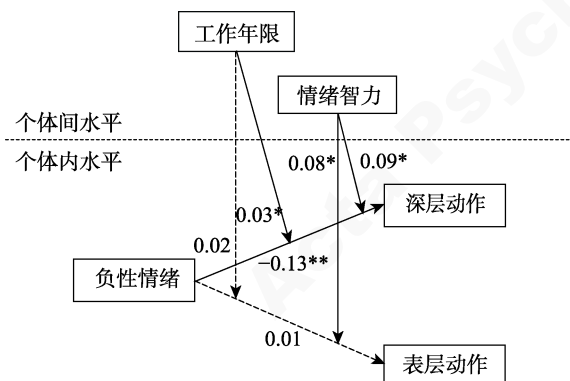 工作年限
情绪智力
个体间水平
个体内水平
0.08*
0.09*
深层动作
0.03*
0.02
−0.13**
负性情绪
0.01
表层动作
Acta Psych